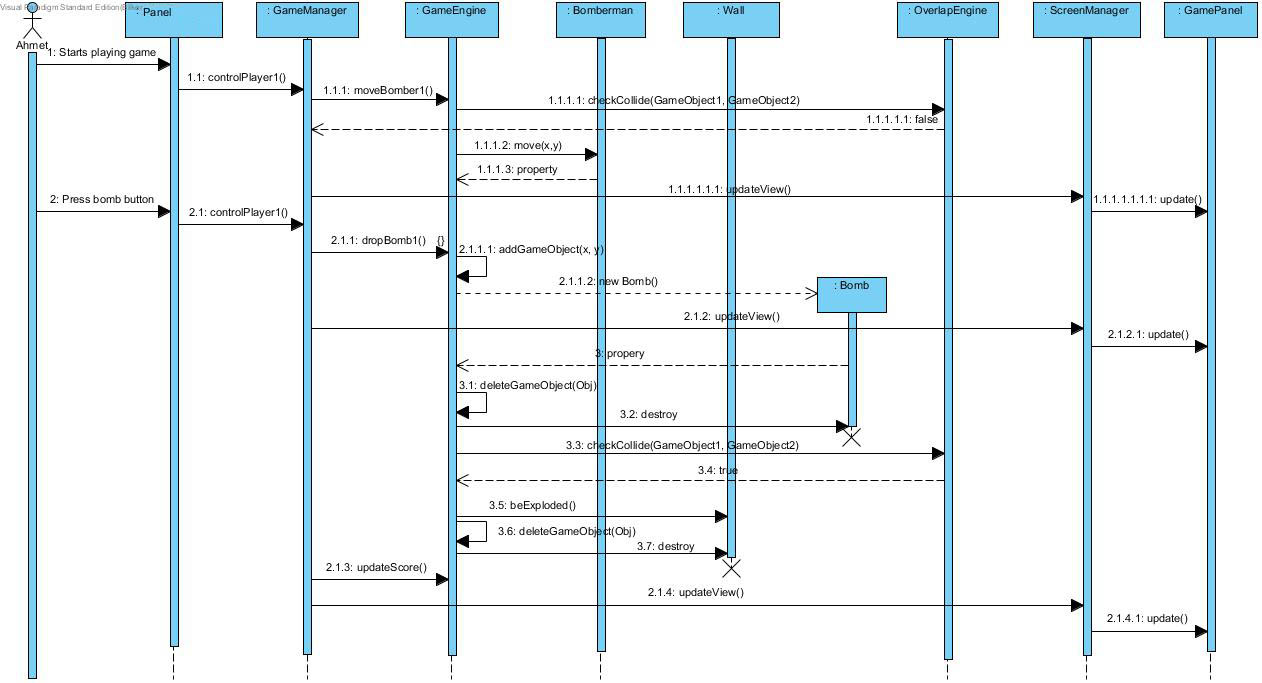 Visual Paradigm Standard Edition(Bilkent
: Panel
: GameManager
: GameEngine
: Bomberman
: Wall
: OverlapEngine
: ScreenManager
: GamePanel
Ahmet
1: Starts playing game
1.1: controlPlayer1()
1.1.1: moveBomber1()
1.1.1.1: checkCollide(GameObject1, GameObject2)
1.1.1.1.1: false
1.1.1.2: move(x,y)
1.1.1.3: property
1.1.1.1.1.1: updateView()
1.1.1.1.1.1.1: update()
2: Press bomb button
2.1: controlPlayer1()
2.1.1: dropBomb1() {}
2.1.1.1: addGameObject(x, y)
2.1.1.2: new Bomb()
: Bomb
2.1.2: updateView()
2.1.2.1: update()
3: propery
3.1: deleteGameObject(Obj)
3.2: destroy
3.3: checkCollide(GameObject1, GameObject2)
3.4: true
3.5: beExploded()
3.6: deleteGameObject(Obj)
3.7: destroy
2.1.3: updateScore()
2.1.4: updateView()
2.1.4.1: update()